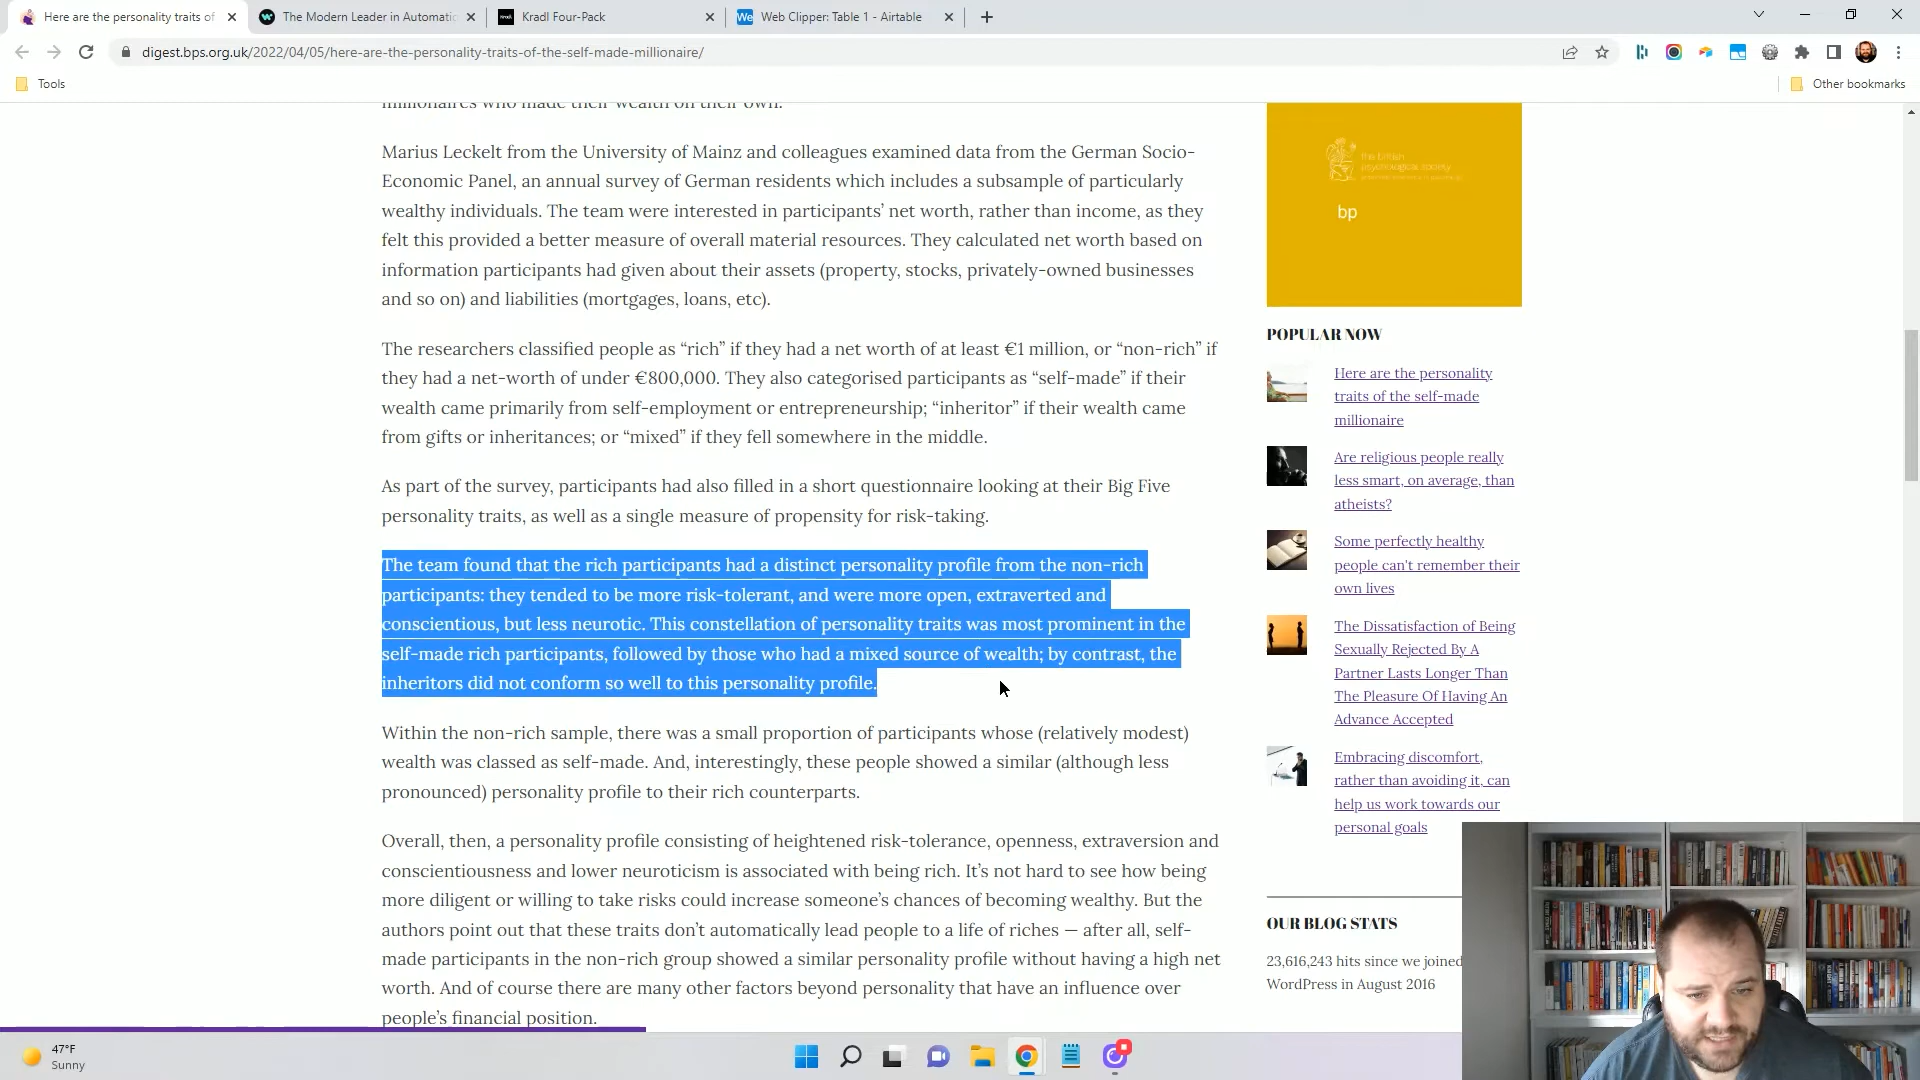 Here are the personality traits of
The Modern Leader in Automatic
Kradl Four-Pack
Web Clipper: Table 1 - Airtable
digest.bps.org.uk/2022/04/05/here-are-the-personality-traits-of-the-self-made-millionaire/
Tools
Other bookmarks
millionaires who made their wealth on their own.
Marius Leckelt from the University of Mainz and colleagues examined data from the German Socio-
Economic Panel, an annual survey of German residents which includes a subsample of particularly
wealthy individuals. The team were interested in participants’ net worth, rather than income, as they
felt this provided a better measure of overall material resources. They calculated net worth based on
information participants had given about their assets (property, stocks, privately-owned businesses
and so on) and liabilities (mortgages, loans, etc).
The researchers classified people as “rich” if they had a net worth of at least €1 million, or “non-rich” if
they had a net-worth of under €800,000. They also categorised participants as “self-made” if their
wealth came primarily from self-employment or entrepreneurship; “inheritor” if their wealth came
from gifts or inheritances; or “mixed” if they fell somewhere in the middle.
As part of the survey, participants had also filled in a short questionnaire looking at their Big Five
personality traits, as well as a single measure of propensity for risk-taking.
The team found that the rich participants had a distinct personality profile from the non-rich
participants: they tended to be more risk-tolerant, and were more open, extraverted and
conscientious, but less neurotic. This constellation of personality traits was most prominent in the
self-made rich participants, followed by those who had a mixed source of wealth; by contrast, the
inheritors did not conform so well to this personality profile.
Within the non-rich sample, there was a small proportion of participants whose (relatively modest)
wealth was classed as self-made. And, interestingly, these people showed a similar (although less
pronounced) personality profile to their rich counterparts.
Overall, then, a personality profile consisting of heightened risk-tolerance, openness, extraversion and
conscientiousness and lower neuroticism is associated with being rich. It’s not hard to see how being
more diligent or willing to take risks could increase someone’s chances of becoming wealthy. But the
authors point out that these traits don’t automatically lead people to a life of riches — after all, self-
made participants in the non-rich group showed a similar personality profile without having a high net
worth. And of course there are many other factors beyond personality that have an influence over
people’s financial position.
the british
psychological society
bp
POPULAR NOW
Here are the personality
traits of the self-made
millionaire
Are religious people really
less smart, on average, than
atheists?
Some perfectly healthy
people can't remember their
own lives
The Dissatisfaction of Being
Sexually Rejected By A
Partner Lasts Longer Than
The Pleasure Of Having An
Advance Accepted
Embracing discomfort,
rather than avoiding it, can
help us work towards our
personal goals
OUR BLOG STATS
23,616,243 hits since we joined
WordPress in August 2016
47°F
Sunny